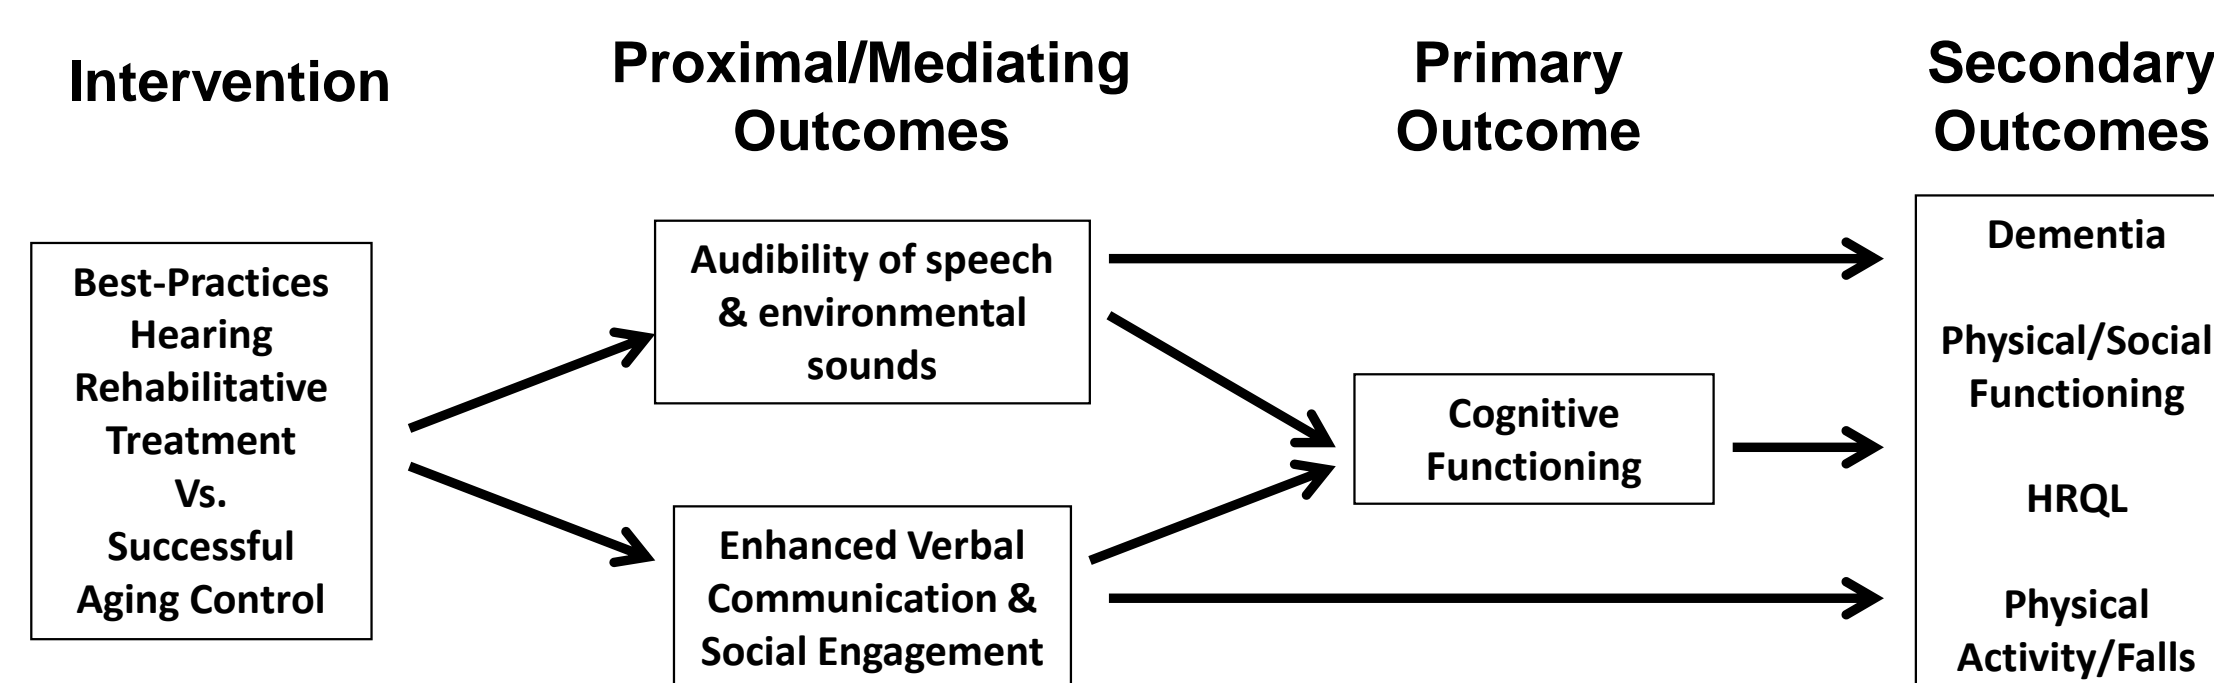 Intervention
Proximal/Mediating
Outcomes
Primary
Outcome
Secondary
Outcomes
Best-Practices
Hearing
Rehabilitative
Treatment
Vs.
Successful
Aging Control
Audibility of speech
& environmental
sounds
Enhanced Verbal
Communication &
Social Engagement
Cognitive
Functioning
Dementia
Physical/Social
Functioning
HRQL
Physical
Activity/Falls